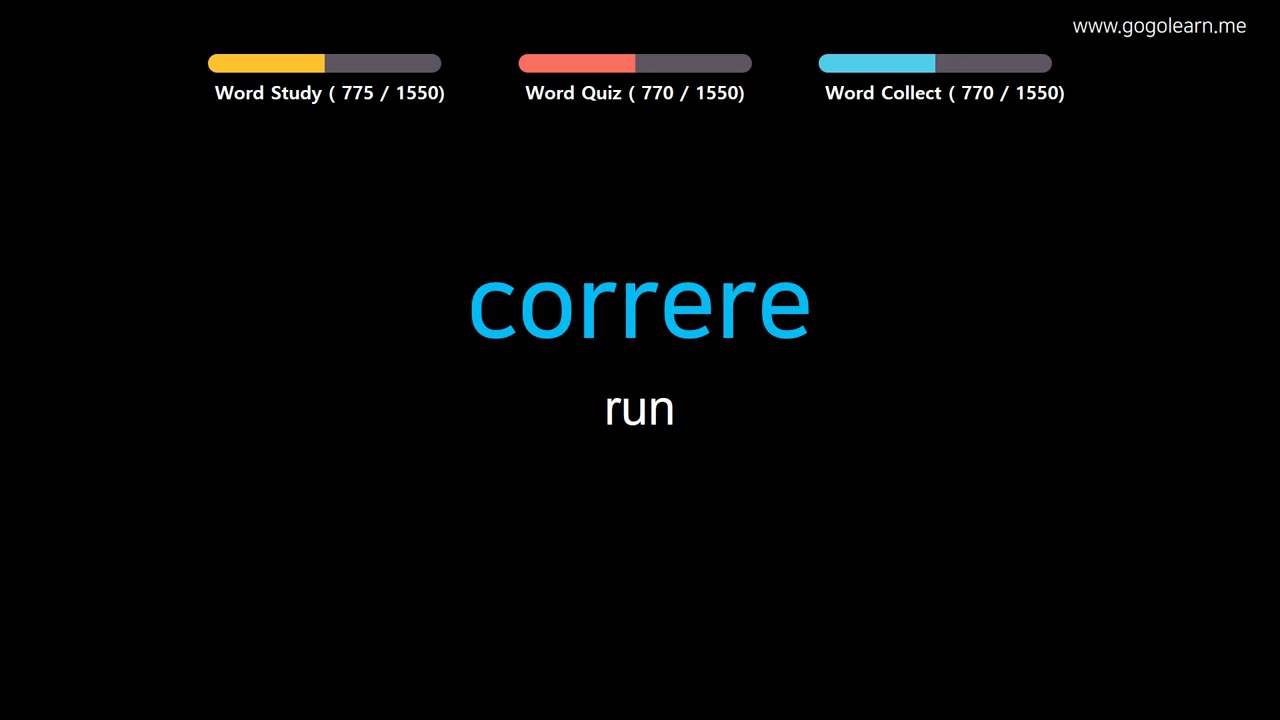 www.gogolearn.me
Word Study ( 775 / 1550)
Word Quiz ( 770 / 1550)
Word Collect ( 770 / 1550)
correre
run